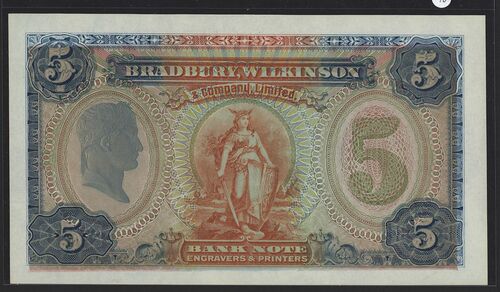 5 5
BRADBURY, WILKINSON
& Company, Limited,
5
5 5
BANK NOTE
ENGRAVERS & PRINTERS